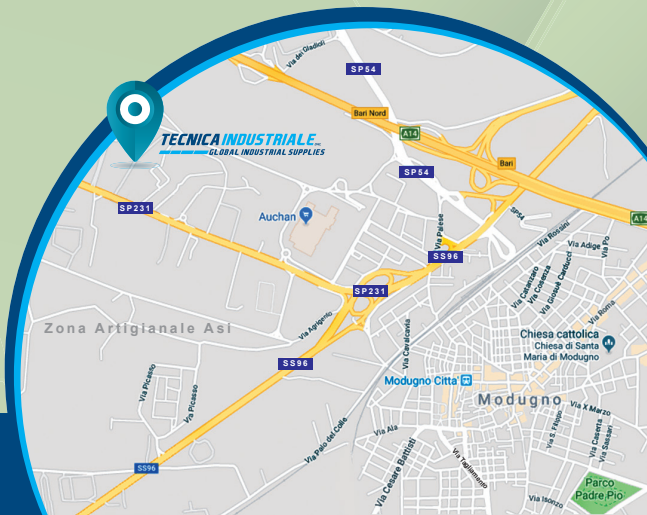 Via dei Gladioli
SP54
Bari Nord
A14
TECNICA INDUSTRIALE
GLOBAL INDUSTRIAL SUPPLIES
Bari
SP54
SP231
Auchan
Via Palese
SP54
A14
Via Rossini
Via Adige
Via Po
SS96
Via Catanzaro
Via Cosenza
Via Giosuè Carducci
SP231
Via Roma
Zona Artigianale Asi
Via Agrigento
Via Cavalcavia
Chiesa cattolica
Chiesa di Santa
Maria di Modugno
SS96
Modugno Citta'
Via Picasso
Via Picasso
Modugno
Via X Marzo
Via S. Filippo
Via Caserta
Via Sassari
Via Ala
Via Palo del Colle
Via Cesare Battisti
Via Tagliamento
SS96
Parco
Padre Pio
Via Isonzo